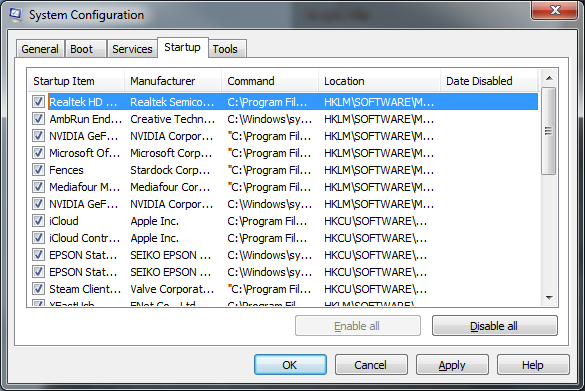 System Configuration
General Boot Services Startup Tools
Startup Item Manufacturer Command Location Date Disabled
Realtek HD ... Realtek Semico... C:\Program Fil... HKLM\SOFTWARE\M...
AmbRun End... Creative Techn... C:\Windows\sy... HKLM\SOFTWARE\M...
NVIDIA GeF... NVIDIA Corpor... "C:\Program Fil... HKLM\SOFTWARE\M...
Microsoft Of... Microsoft Corp... "C:\Program Fil... HKLM\SOFTWARE\M...
Fences Stardock Corp... "C:\Program Fil... HKLM\SOFTWARE\M...
Mediafour M... Mediafour Cor... "C:\Program Fil... HKLM\SOFTWARE\M...
NVIDIA GeF... NVIDIA Corpor... C:\Windows\sy... HKLM\SOFTWARE\M...
iCloud Apple Inc. C:\Program Fil... HKCU\SOFTWARE\...
iCloud Contr... Apple Inc. C:\Program Fil... HKCU\SOFTWARE\...
EPSON Stat... SEIKO EPSON ... C:\Windows\sy... HKCU\SOFTWARE\...
EPSON Stat... SEIKO EPSON ... C:\Windows\sy... HKCU\SOFTWARE\...
Steam Client... Valve Corporat... "C:\Program Fil... HKCU\SOFTWARE\...
XFastUsb FNet Co., Ltd. C:\Program Fil... HKLM\SOFTWARE\M...
Enable all Disable all
OK Cancel Apply Help